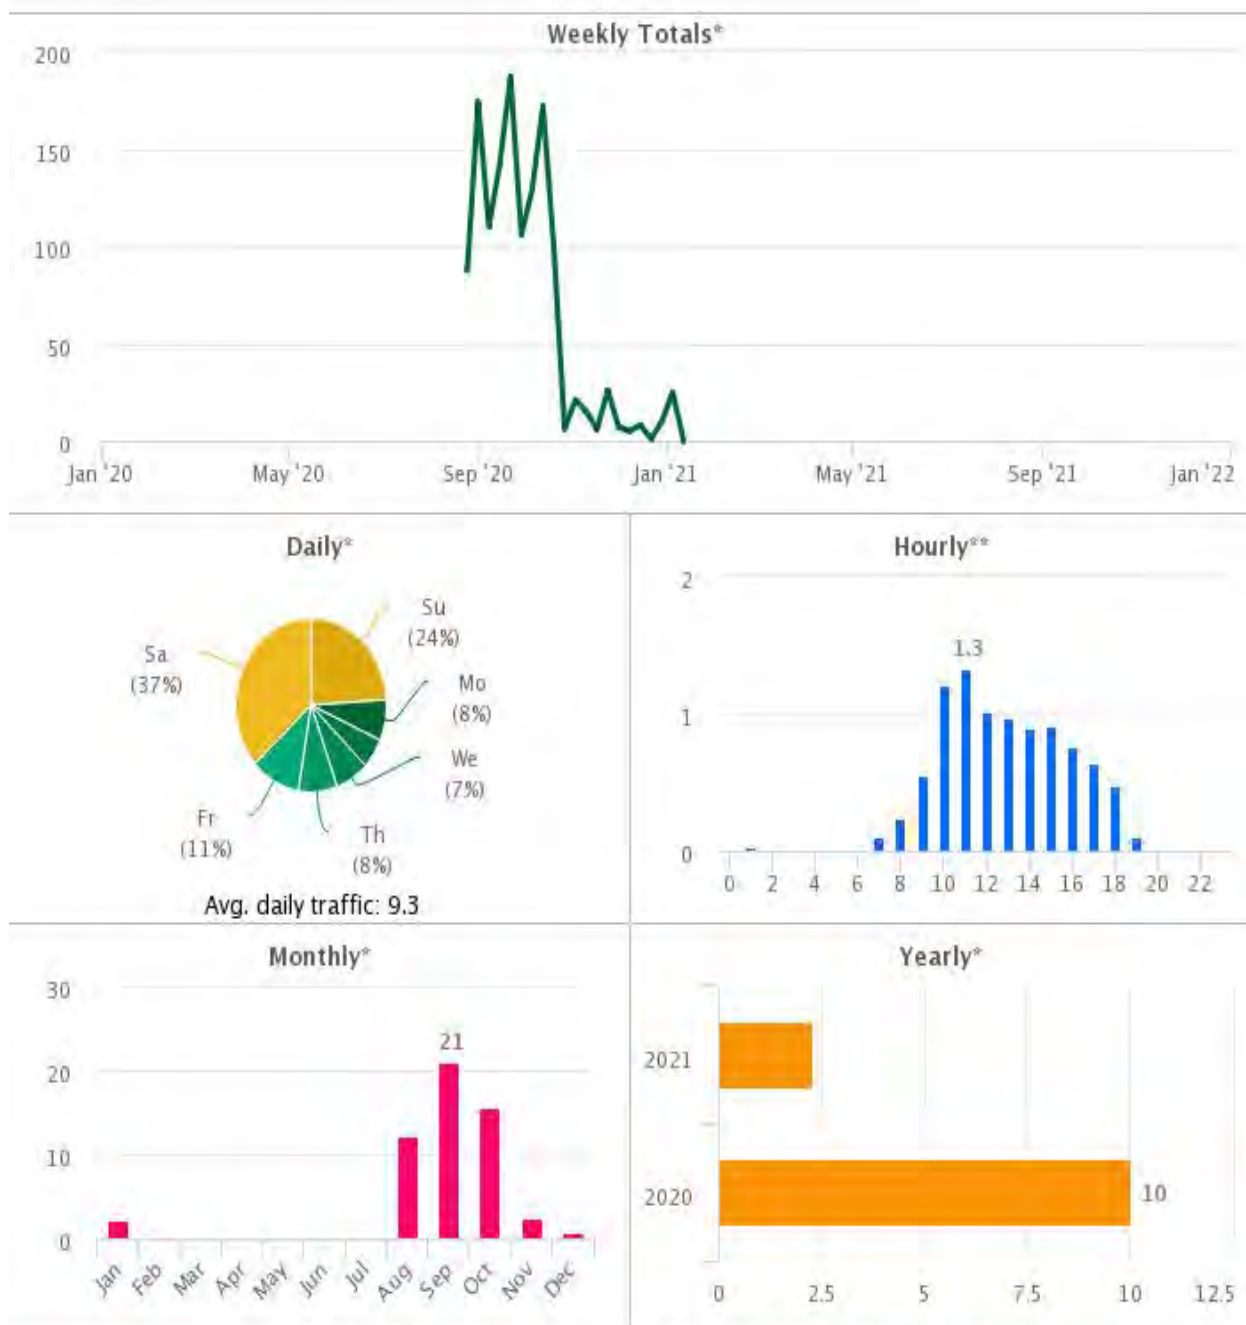 Weekly Totals*
200
150
100
50
0
Jan '20 May '20 Sep '20 Jan '21 May '21 Sep '21 Jan '22
Daily*
Su
(24%)
Sa
(37%)
Mo
(8%)
We
(7%)
Fr
(11%)
Th
(8%)
Avg. daily traffic: 9.3
Hourly**
2
1.3
1
0
0 2 4 6 8 10 12 14 16 18 20 22
Monthly*
30
21
20
10
0
Jan Feb Mar Apr May Jun Jul Aug Sep Oct Nov Dec
Yearly*
2021
2020
10
0 2.5 5 7.5 10 12.5